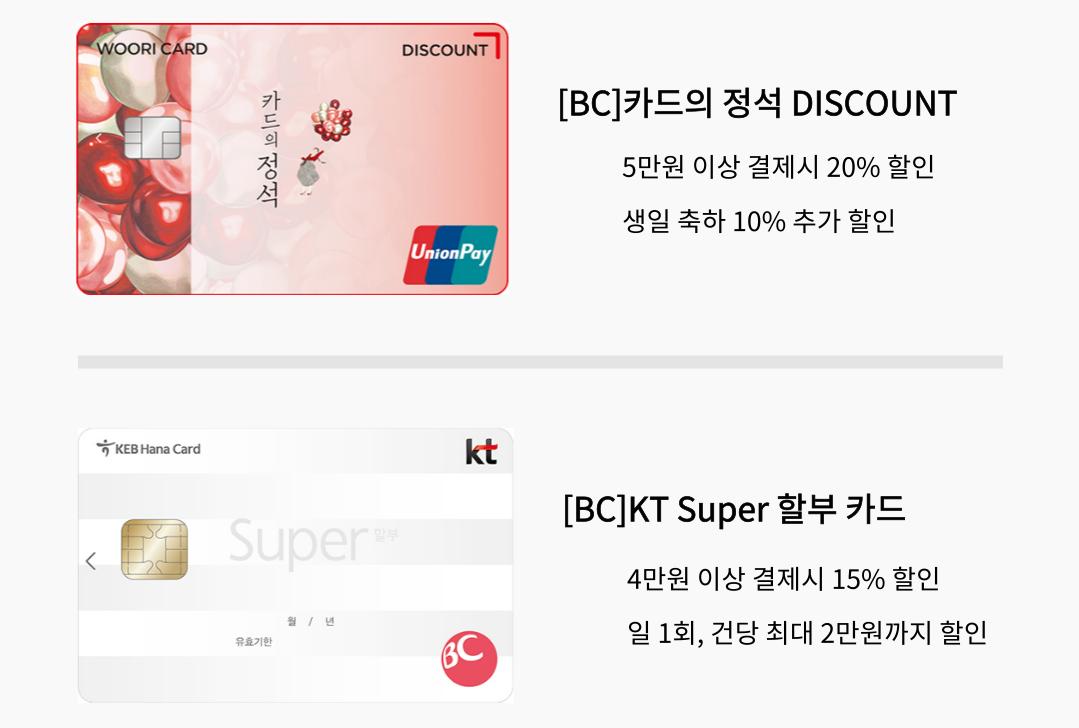 WOORI CARD
DISCOUNT
카드의정석
UnionPay
[BC]카드의 정석 DISCOUNT
5만원 이상 결제시 20% 할인
생일 축하 10% 추가 할인
KEB Hana Card
kt
Super 할부
월 / 년
유효기한
BC
[BC]KT Super 할부 카드
4만원 이상 결제시 15% 할인
일 1회, 건당 최대 2만원까지 할인